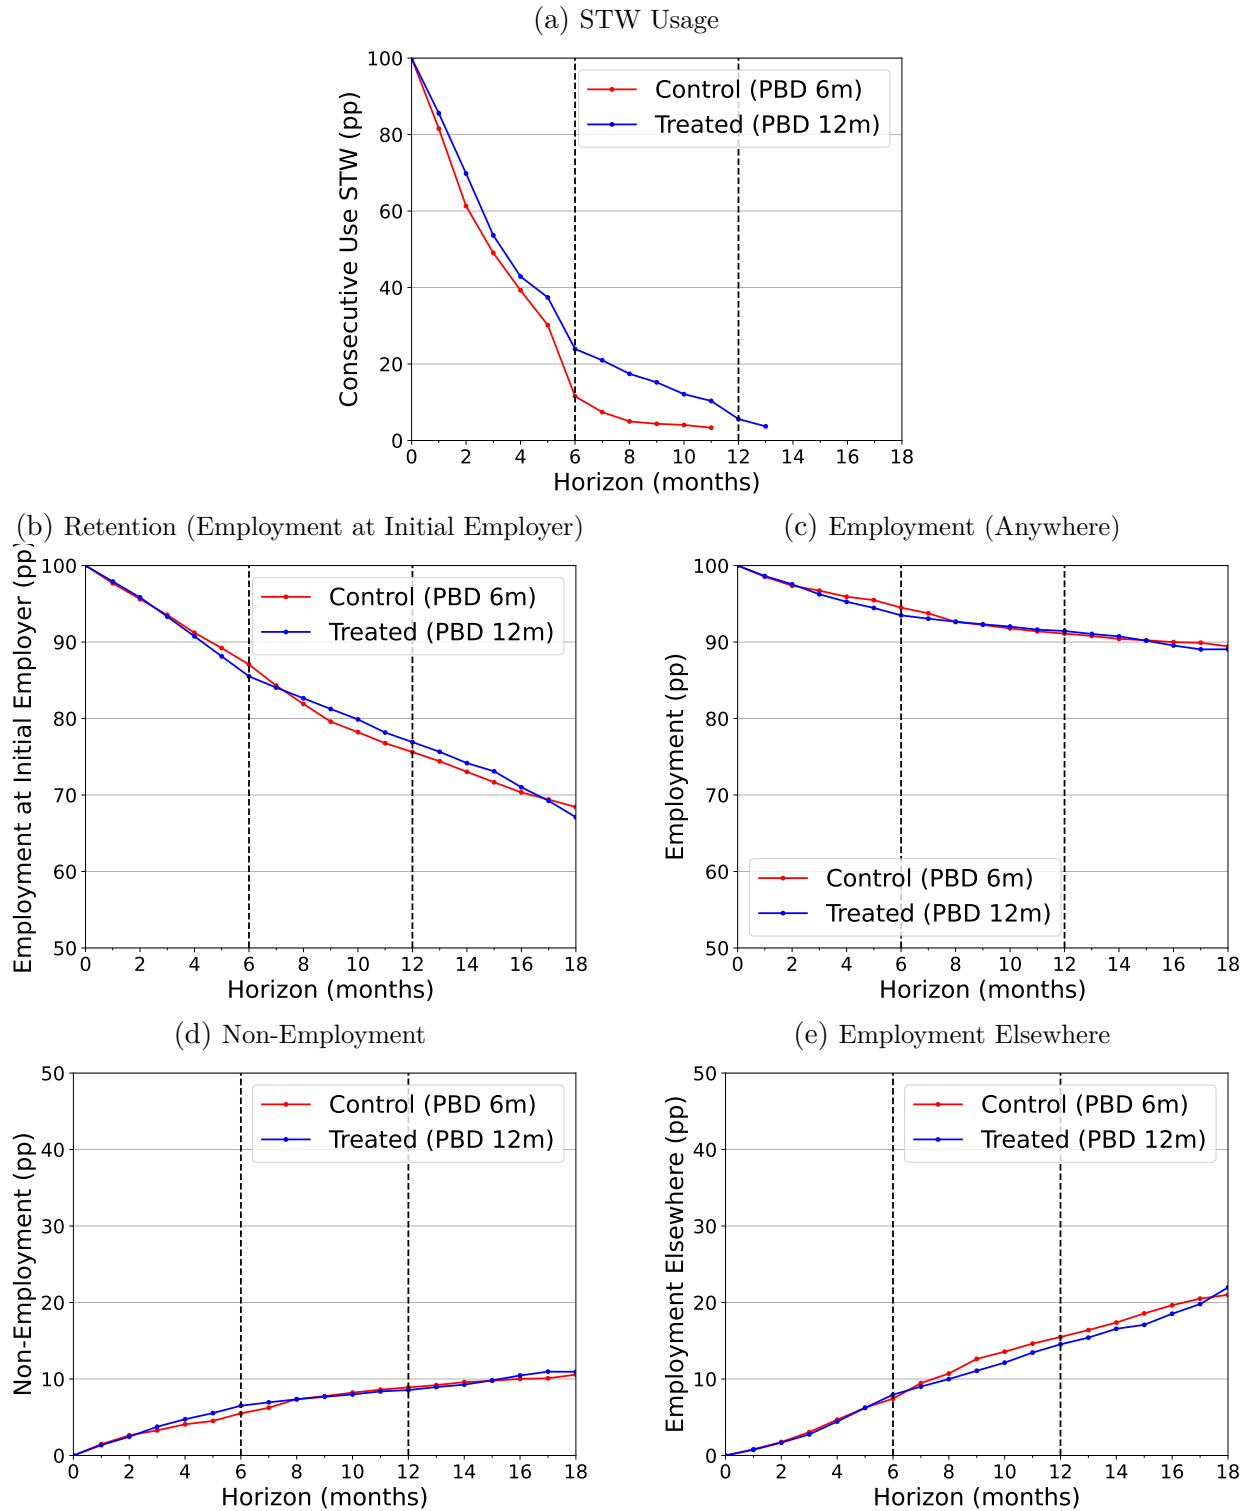 (a) STW Usage
Consecutive Use STW (pp)
100
80
60
40
20
0
Control (PBD 6m)
Treated (PBD 12m)
0 2 4 6 8 10 12 14 16 18
Horizon (months)
(b) Retention (Employment at Initial Employer)
Employment at Initial Employer (pp)
100
90
80
70
60
50
Control (PBD 6m)
Treated (PBD 12m)
0 2 4 6 8 10 12 14 16 18
Horizon (months)
(c) Employment (Anywhere)
Employment (pp)
100
90
80
70
60
50
Control (PBD 6m)
Treated (PBD 12m)
0 2 4 6 8 10 12 14 16 18
Horizon (months)
(d) Non-Employment
Non-Employment (pp)
50
40
30
20
10
0
Control (PBD 6m)
Treated (PBD 12m)
0 2 4 6 8 10 12 14 16 18
Horizon (months)
(e) Employment Elsewhere
Employment Elsewhere (pp)
50
40
30
20
10
0
Control (PBD 6m)
Treated (PBD 12m)
0 2 4 6 8 10 12 14 16 18
Horizon (months)